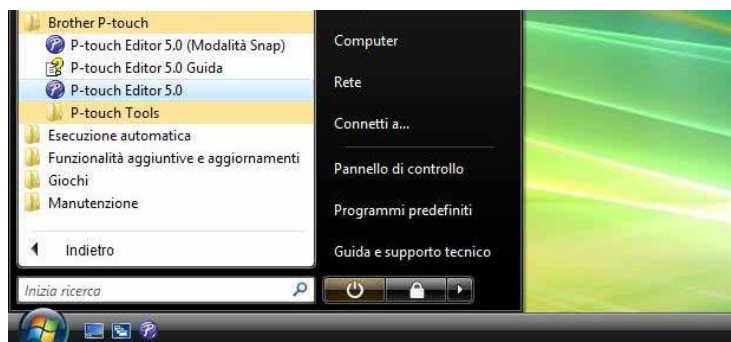 Brother P-touch
P-touch Editor 5.0 (Modalità Snap)
P-touch Editor 5.0 Guida
P-touch Editor 5.0
P-touch Tools
Esecuzione automatica
Funzionalità aggiuntive e aggiornamenti
Giochi
Manutenzione
Indietro
Inizia ricerca
Computer
Rete
Connetti a...
Pannello di controllo
Programmi predefiniti
Guida e supporto tecnico